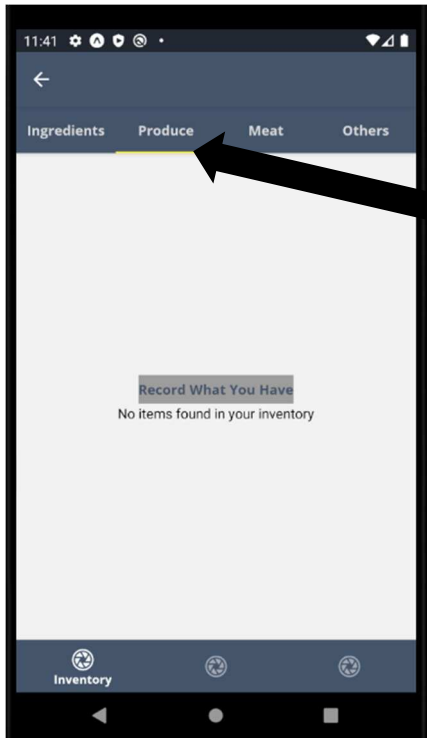 11:41
Ingredients Produce Meat Others
Record What You Have
No items found in your inventory
Inventory